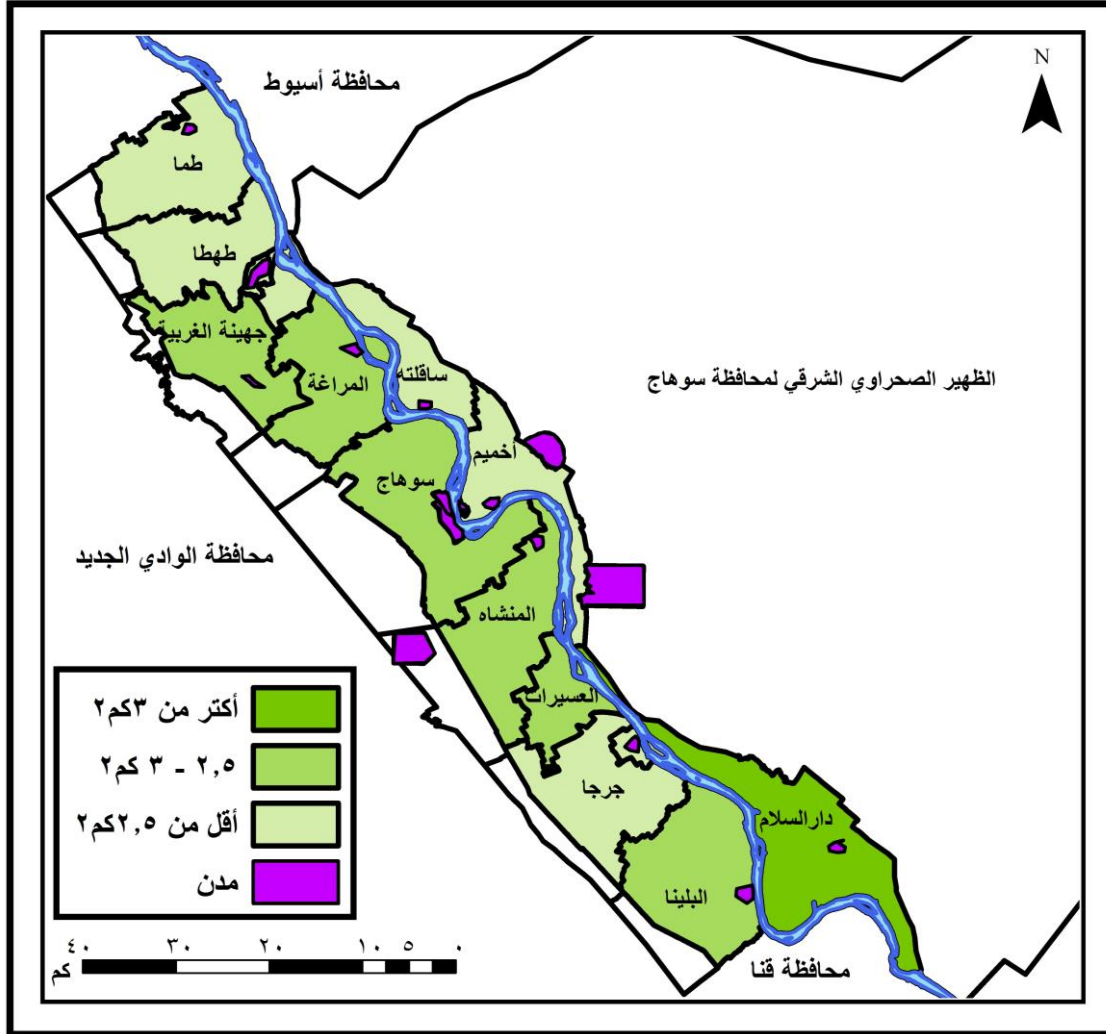 N
محافظة أسيوط
طما
طهطا
جهينة الغربية
المراغة
ساقلته
الظهير الصحراوي الشرقي لمحافظة سوهاج
أخميم
سوهاج
محافظة الوادي الجديد
المنشاه
العسيرات
جرجا
دارالسلام
البلينا
محافظة قنا
أكتر من ٣كم٢
٢,٥ - ٣ كم٢
أقل من ٢,٥كم٢
مدن
٤٠ ٣٠ ٢٠ ١٠ ٥ ٠
كم